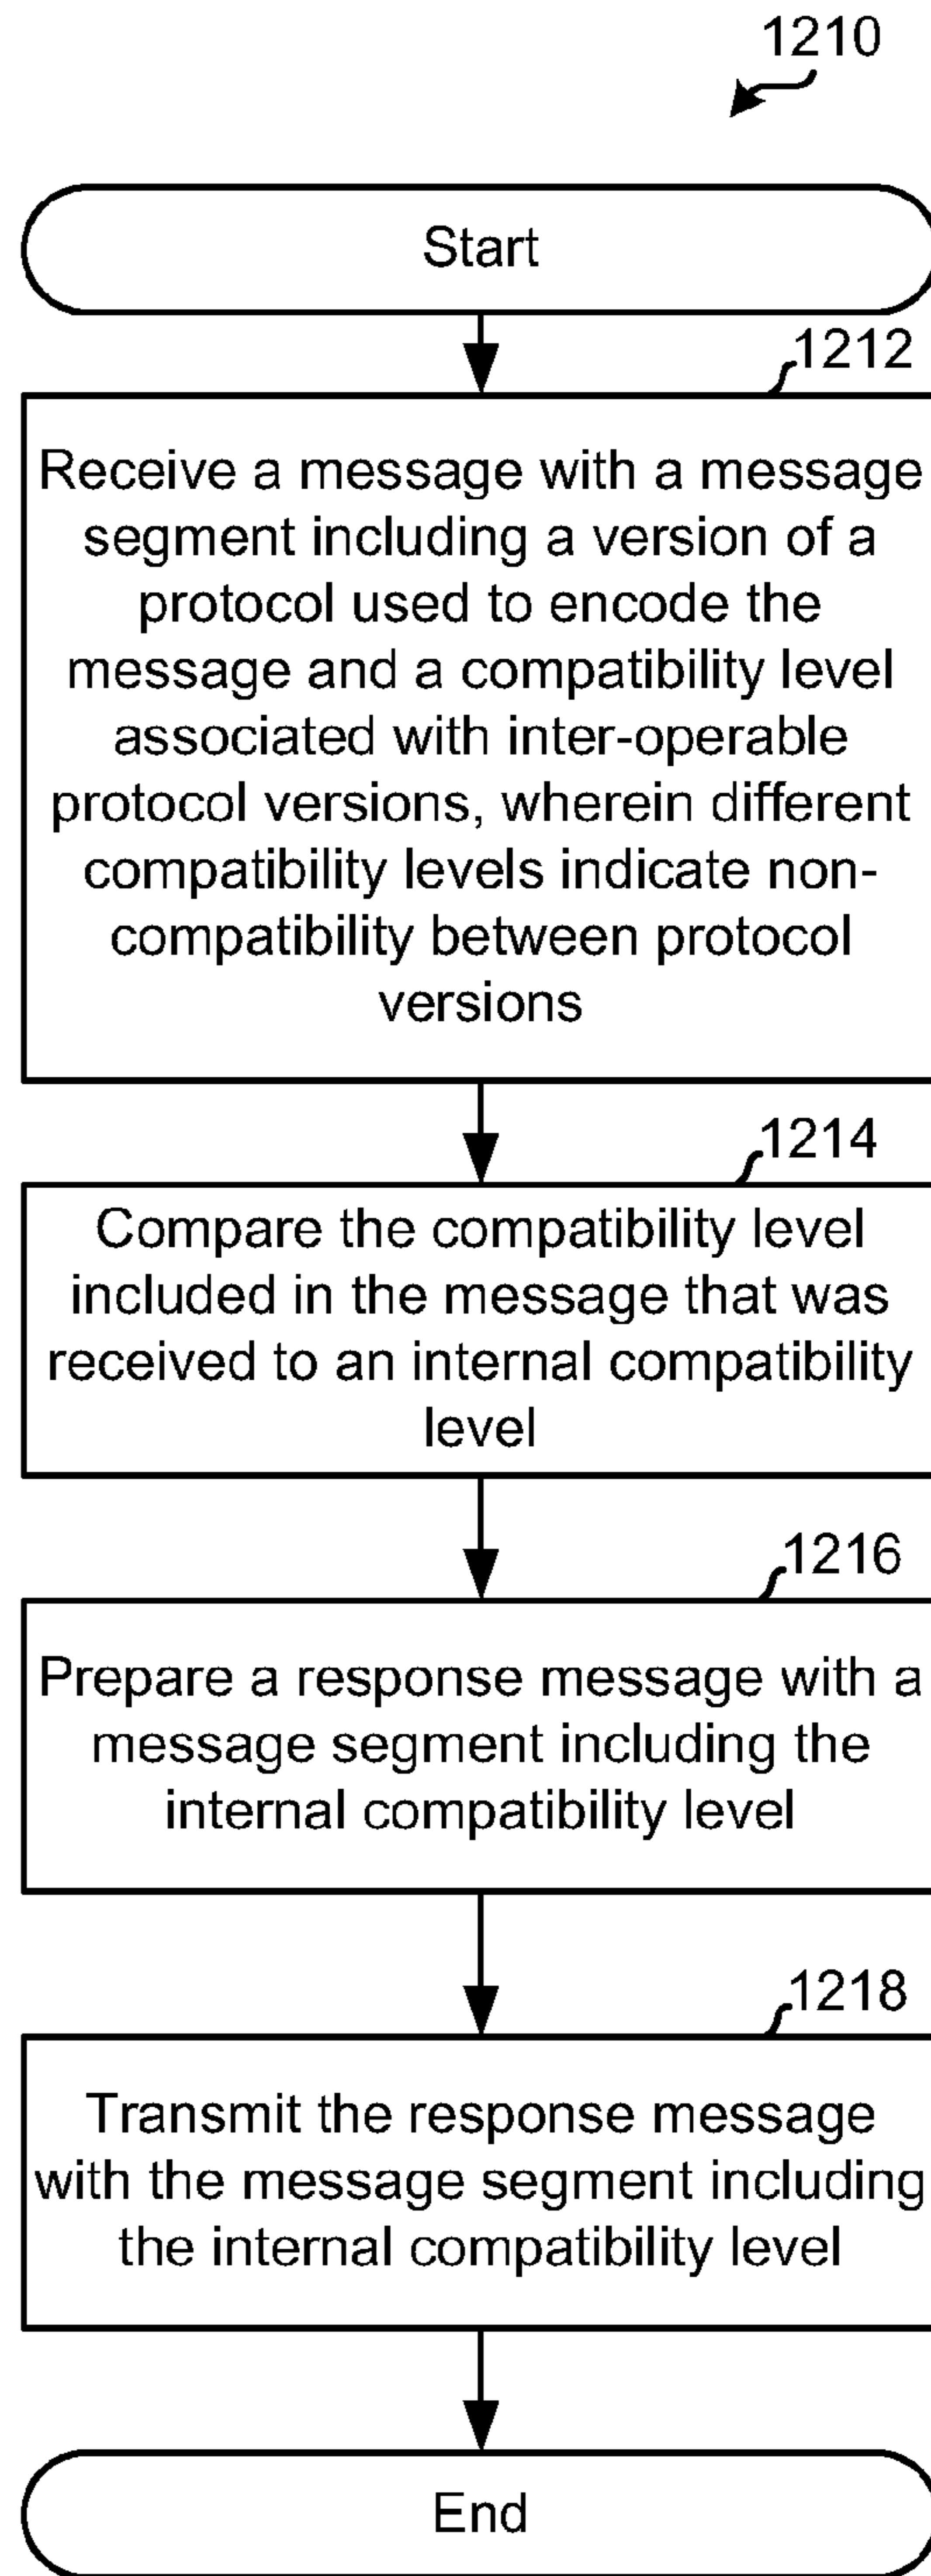 1210
Start
1212
Receive a message with a message
segment including a version of a
protocol used to encode the
message and a compatibility level
associated with inter-operable
protocol versions, wherein different
compatibility levels indicate non-
compatibility between protocol
versions
1214
Compare the compatibility level
included in the message that was
received to an internal compatibility
level
1216
Prepare a response message with a
message segment including the
internal compatibility level
1218
Transmit the response message
with the message segment including
the internal compatibility level
End